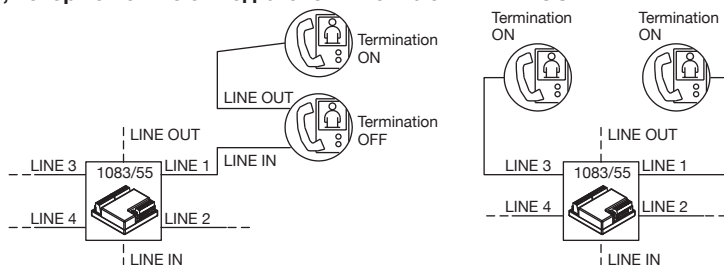 Termination
ON
LINE OUT
Termination
OFF
LINE IN
LINE OUT
LINE 3
1083/55
LINE 1
LINE 4
LINE 2
LINE IN
Termination
ON
Termination
ON
LINE OUT
LINE 3
1083/55
LINE 1
LINE 4
LINE 2
LINE IN